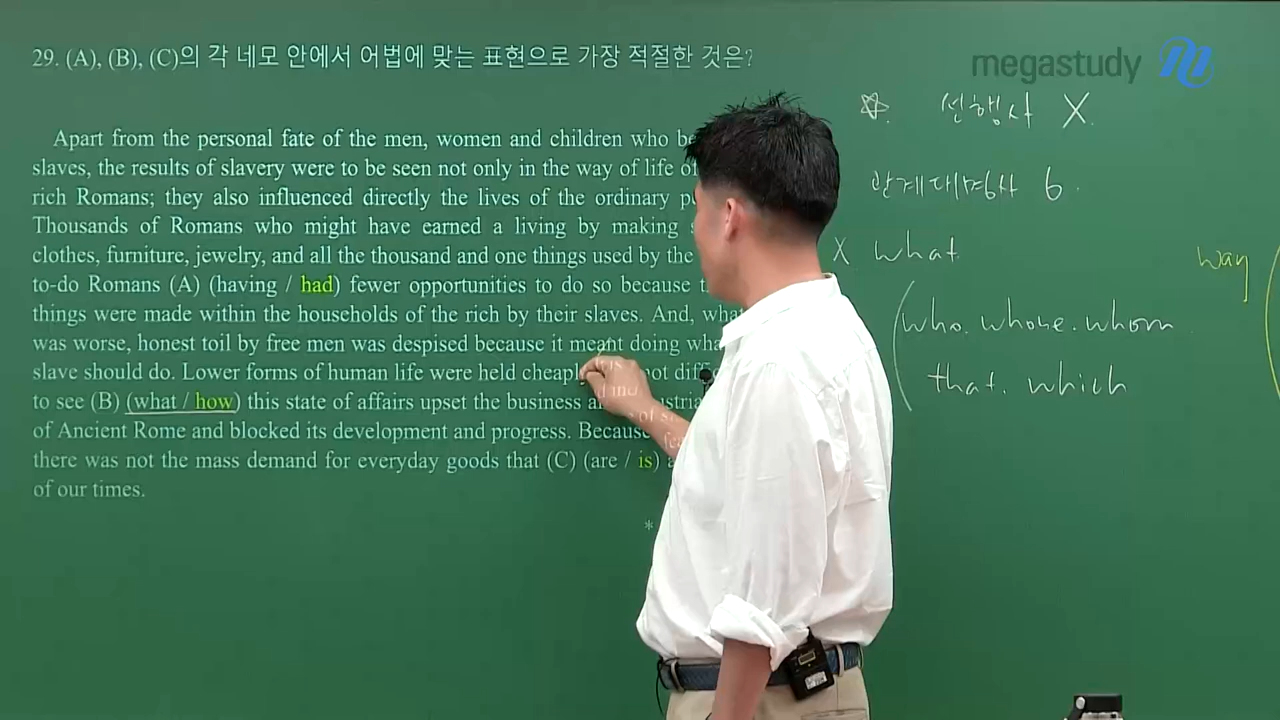 29. (A), (B), (C)의 각 네모 안에서 어법에 맞는 표현으로 가장 적절한 것은?
megastudy
Apart from the personal fate of the men, women and children who be
slaves, the results of slavery were to be seen not only in the way of life of
rich Romans; they also influenced directly the lives of the ordinary p
Thousands of Romans who might have earned a living by making s
clothes, furniture, jewelry, and all the thousand and one things used by the
to-do Romans (A) (having / had) fewer opportunities to do so because t
things were made within the households of the rich by their slaves. And, what
was worse, honest toil by free men was despised because it meant doing wha
slave should do. Lower forms of human life were held cheap ot diff
to see (B) (what / how) this state of affairs upset the business a ustria
of Ancient Rome and blocked its development and progress. Because
there was not the mass demand for everyday goods that (C) (are / is) a
of our times.
*
선행사 X.
관계대명사 6.
X what
who. whose. whom
that. which
way